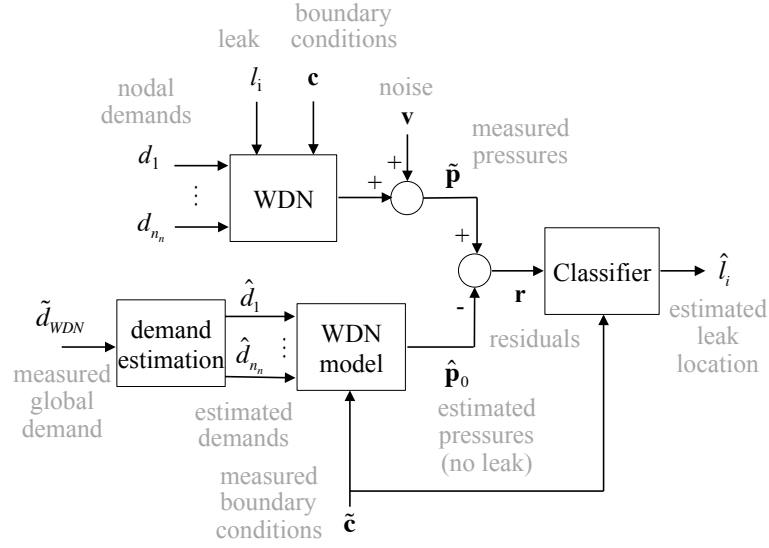 boundary
conditions
leak
l_i
c
nodal
demands
noise
v
measured
pressures
d_1
⋮
d_{n_n}
WDN
+
+
p̃
+
-
r
Classifier
l̂_i
estimated
leak
location
residuals
d̃_{WDN}
measured
global
demand
demand
estimation
d̂_1
⋮
d̂_{n_n}
estimated
demands
WDN
model
p̂_0
estimated
pressures
(no leak)
measured
boundary
conditions
c̃